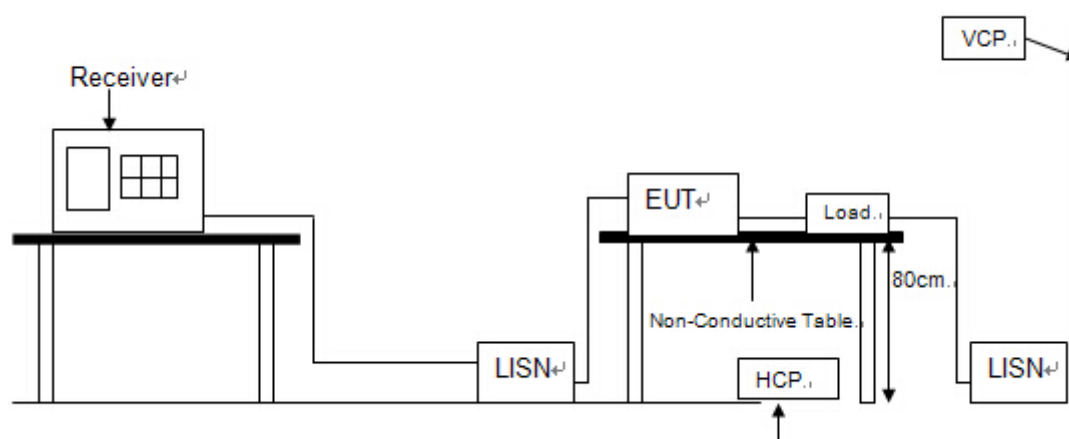 VCP.
Receiver↵
EUT↵
Load.
80cm.
Non-Conductive Table.
LISN↵
HCP.
LISN↵